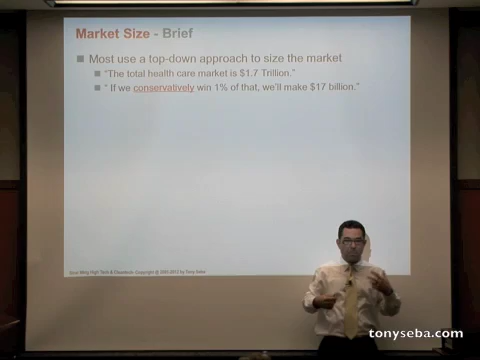 Market Size - Brief
Most use a top-down approach to size the market
“The total health care market is $1.7 Trillion.”
“ If we conservatively win 1% of that, we’ll make $17 billion.”
tonyseba.com